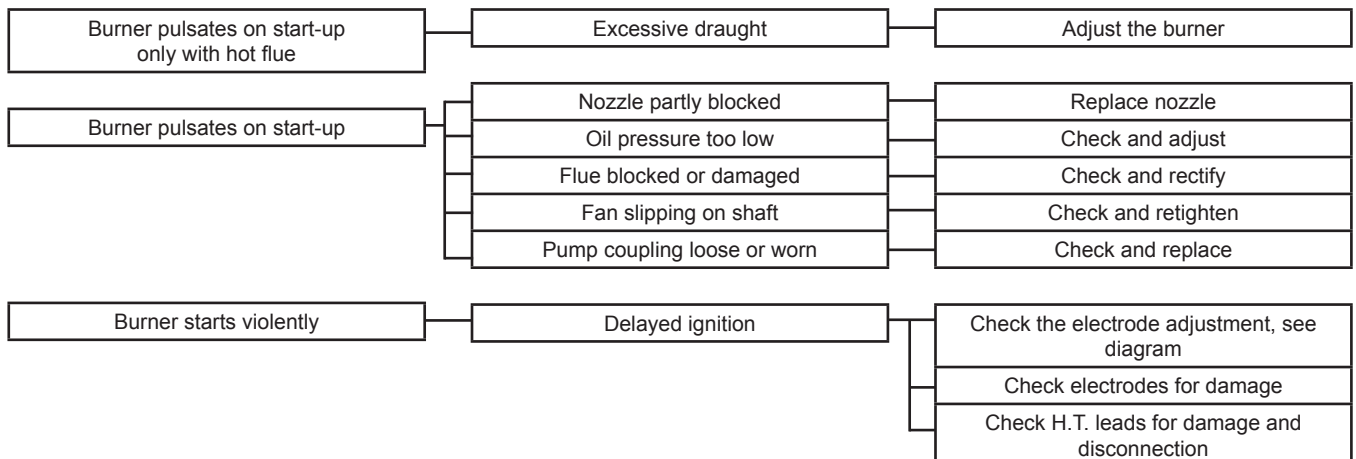 Burner pulsates on start-up
only with hot flue
Excessive draught
Adjust the burner
Burner pulsates on start-up
Nozzle partly blocked
Replace nozzle
Oil pressure too low
Check and adjust
Flue blocked or damaged
Check and rectify
Fan slipping on shaft
Check and retighten
Pump coupling loose or worn
Check and replace
Burner starts violently
Delayed ignition
Check the electrode adjustment, see
diagram
Check electrodes for damage
Check H.T. leads for damage and
disconnection